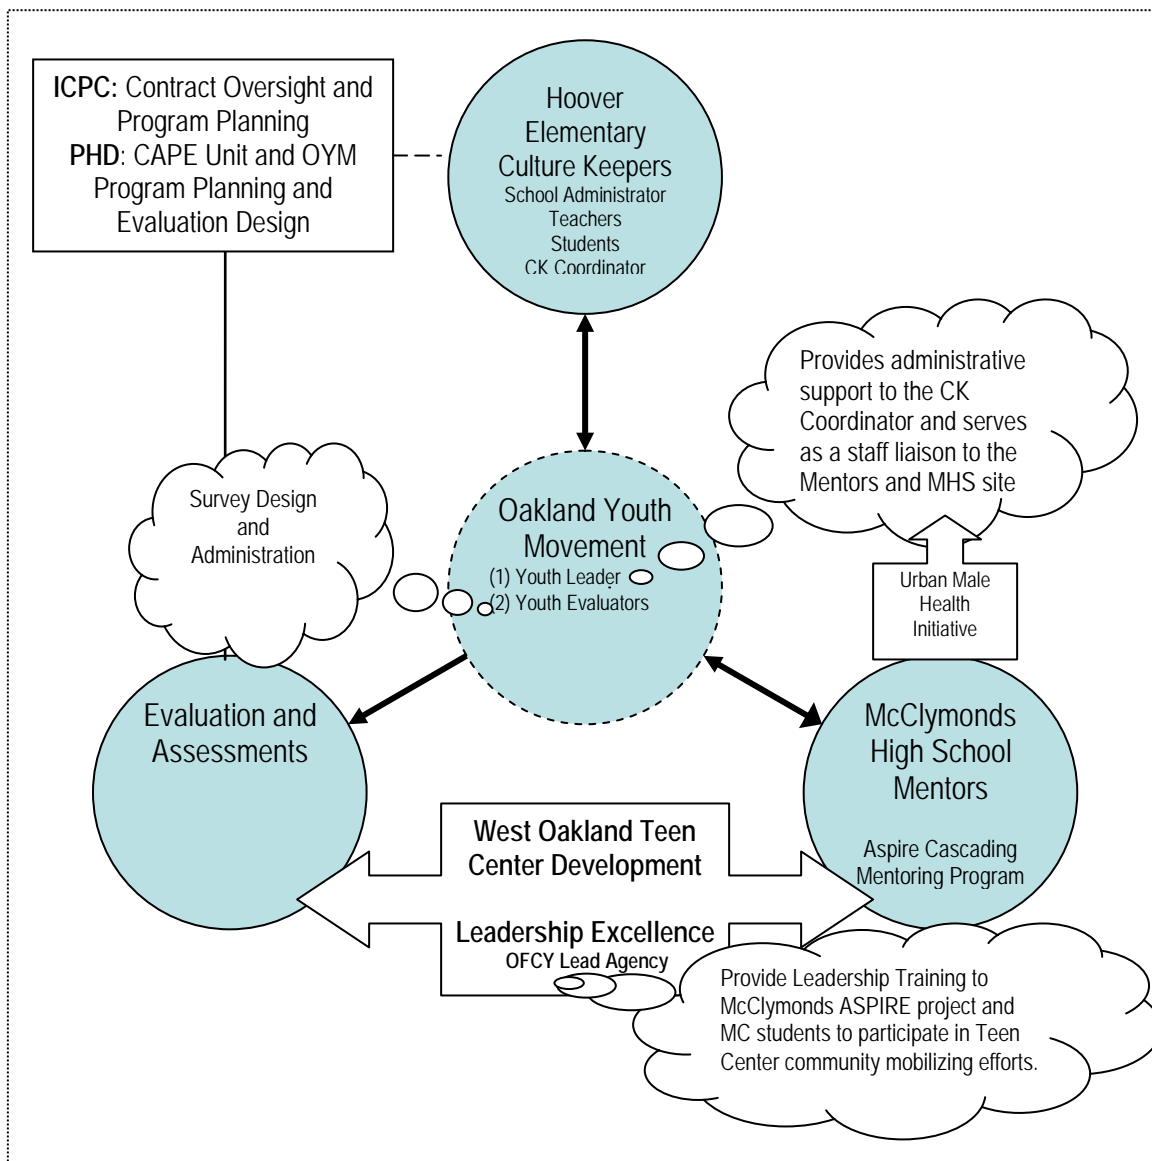 ICPC: Contract Oversight and
Program Planning
PHD: CAPE Unit and OYM
Program Planning and
Evaluation Design
Hoover
Elementary
Culture Keepers
School Administrator
Teachers
Students
CK Coordinator
Provides administrative
support to the CK
Coordinator and serves
as a staff liaison to the
Mentors and MHS site
Survey Design
and
Administration
Oakland Youth
Movement
(1) Youth Leader
(2) Youth Evaluators
Urban Male
Health
Initiative
Evaluation and
Assessments
McClymonds
High School
Mentors
Aspire Cascading
Mentoring Program
West Oakland Teen
Center Development
Leadership Excellence
OFCY Lead Agency
Provide Leadership Training to
McClymonds ASPIRE project and
MC students to participate in Teen
Center community mobilizing efforts.